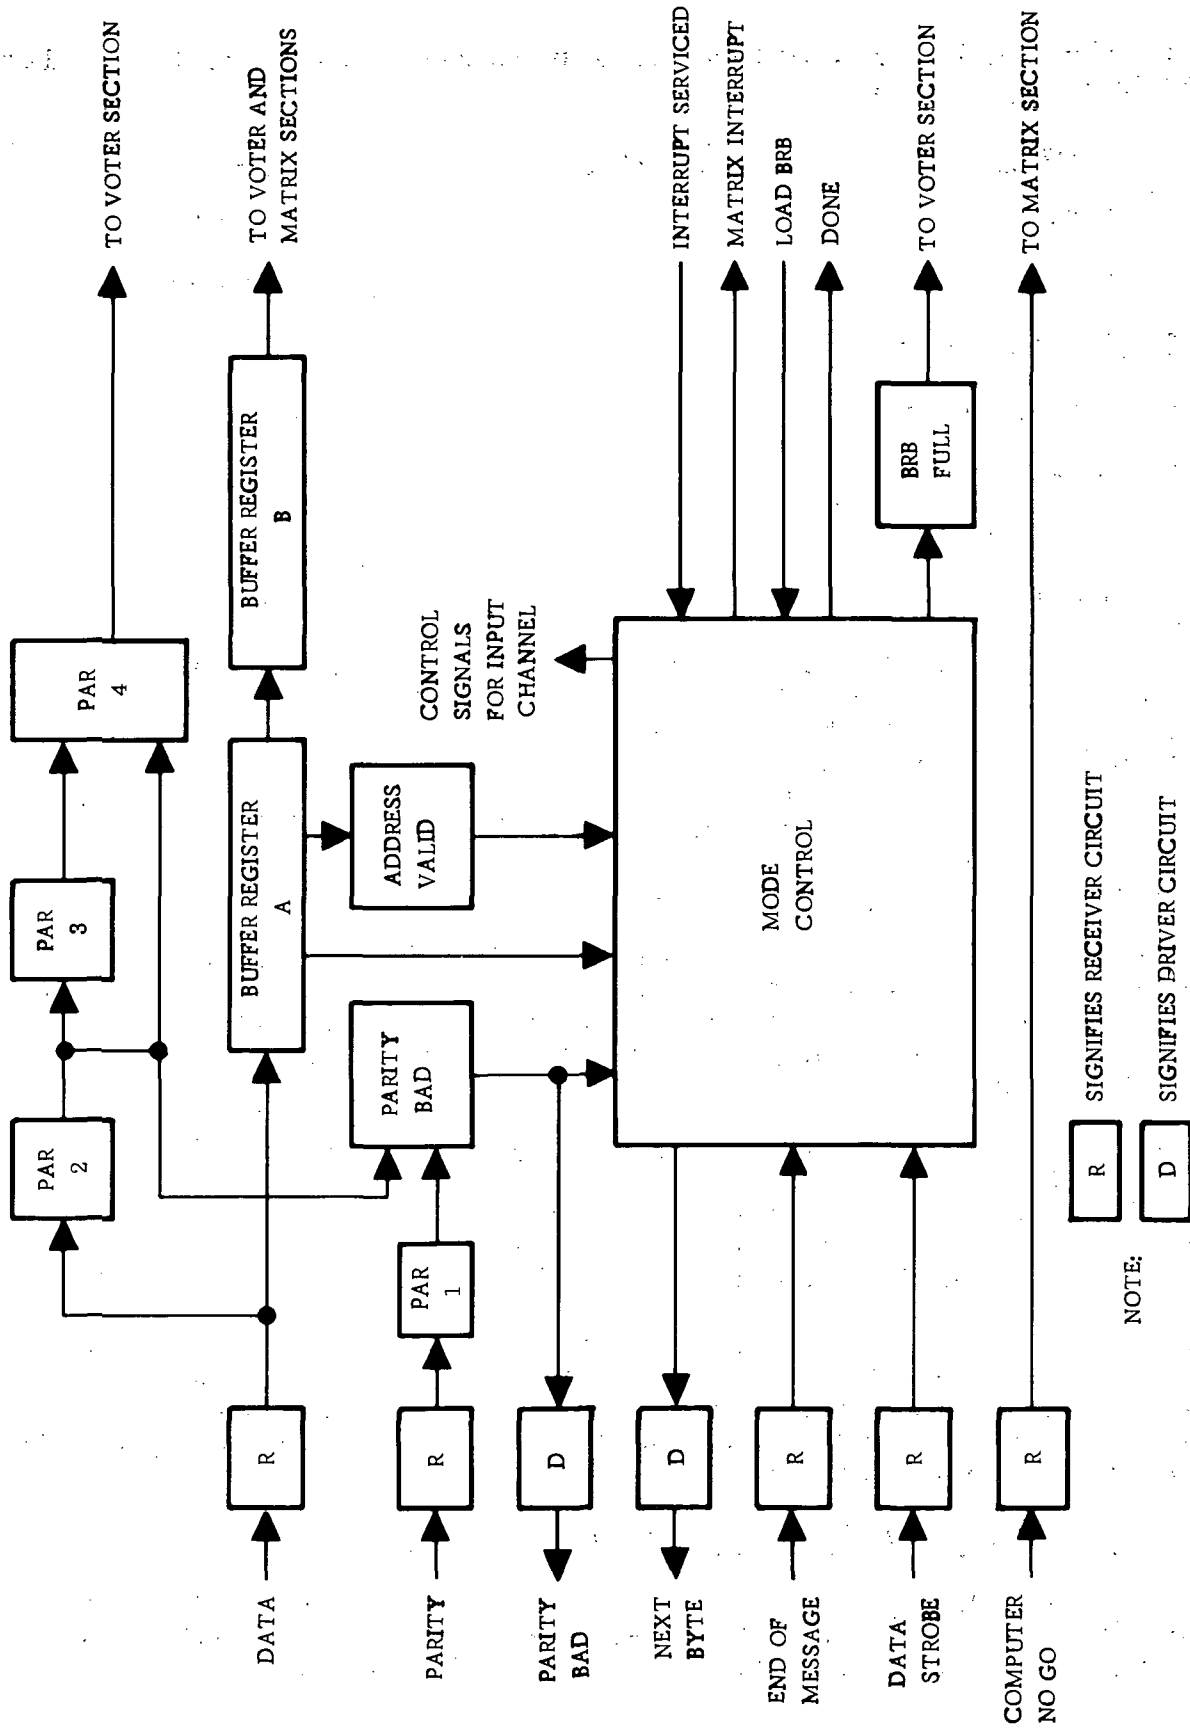 TO VOTER SECTION
TO VOTER AND
MATRIX SECTIONS
INTERRUPT SERVICED
MATRIX INTERRUPT
LOAD BRB
DONE
TO VOTER SECTION
TO MATRIX SECTION
BRB
FULL
BUFFER REGISTER
B
CONTROL
SIGNALS
FOR INPUT
CHANNEL
PAR
4
BUFFER REGISTER
A
ADDRESS
VALID
MODE
CONTROL
PAR
3
PARITY
BAD
PAR
2
PAR
1
R
R
D
D
R
R
R
DATA
PARITY
PARITY
BAD
NEXT
BYTE
END OF
MESSAGE
DATA
STROBE
COMPUTER
NO GO
NOTE:
R
SIGNIFIES RECEIVER CIRCUIT
D
SIGNIFIES DRIVER CIRCUIT